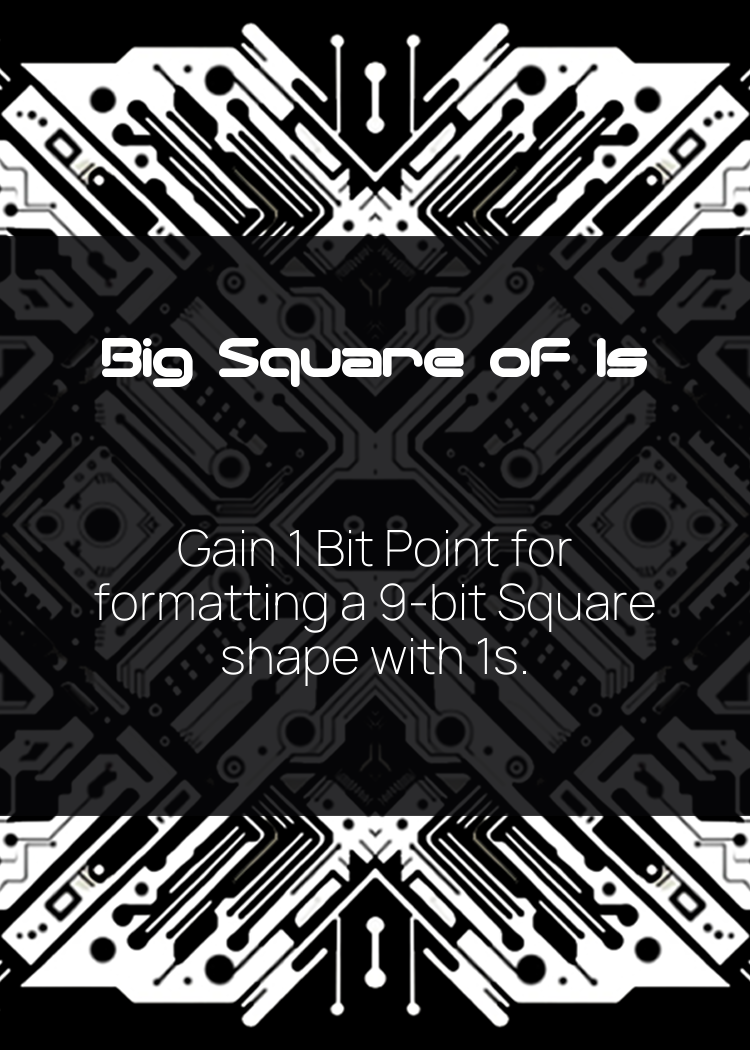 Big Square of 1s
Gain 1 Bit Point for
formatting a 9-bit Square
shape with 1s.